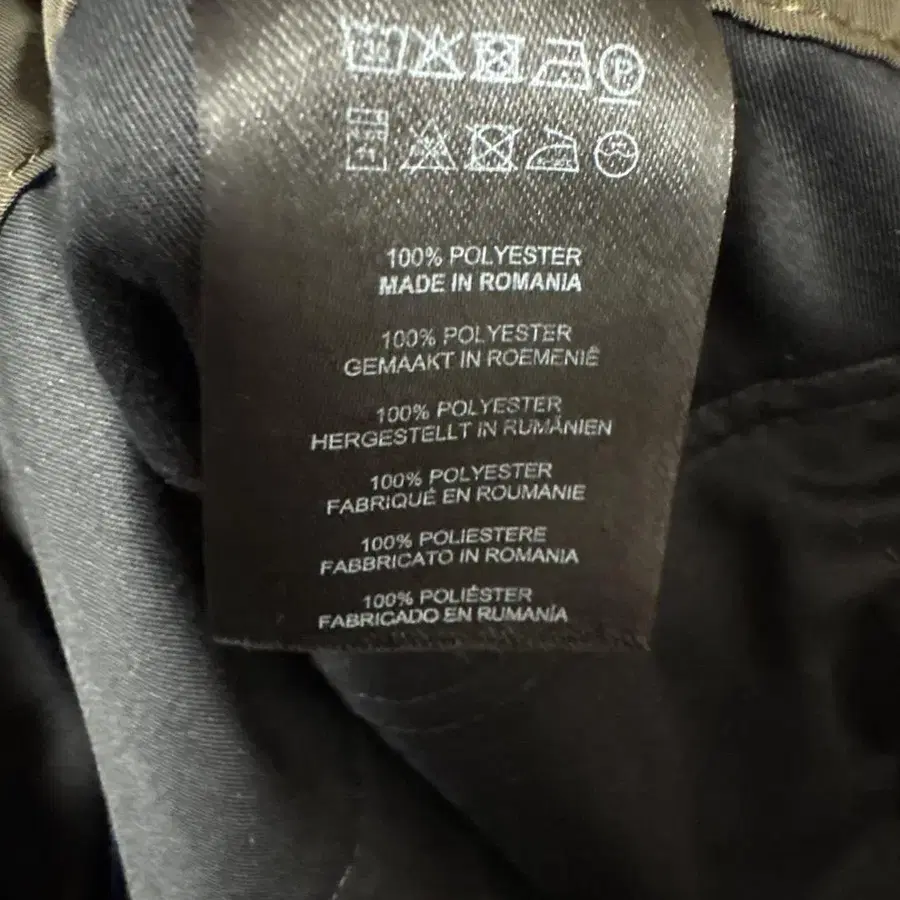 P
100% POLYESTER
MADE IN ROMANIA
100% POLYESTER
GEMAAKT IN ROEMENIË
100% POLYESTER
HERGESTELLT IN RUMÄNIEN
100% POLYESTER
FABRIQUÉ EN ROUMANIE
100% POLIESTERE
FABBRICATO IN ROMANIA
100% POLIÉSTER
FABRICADO EN RUMANÍA